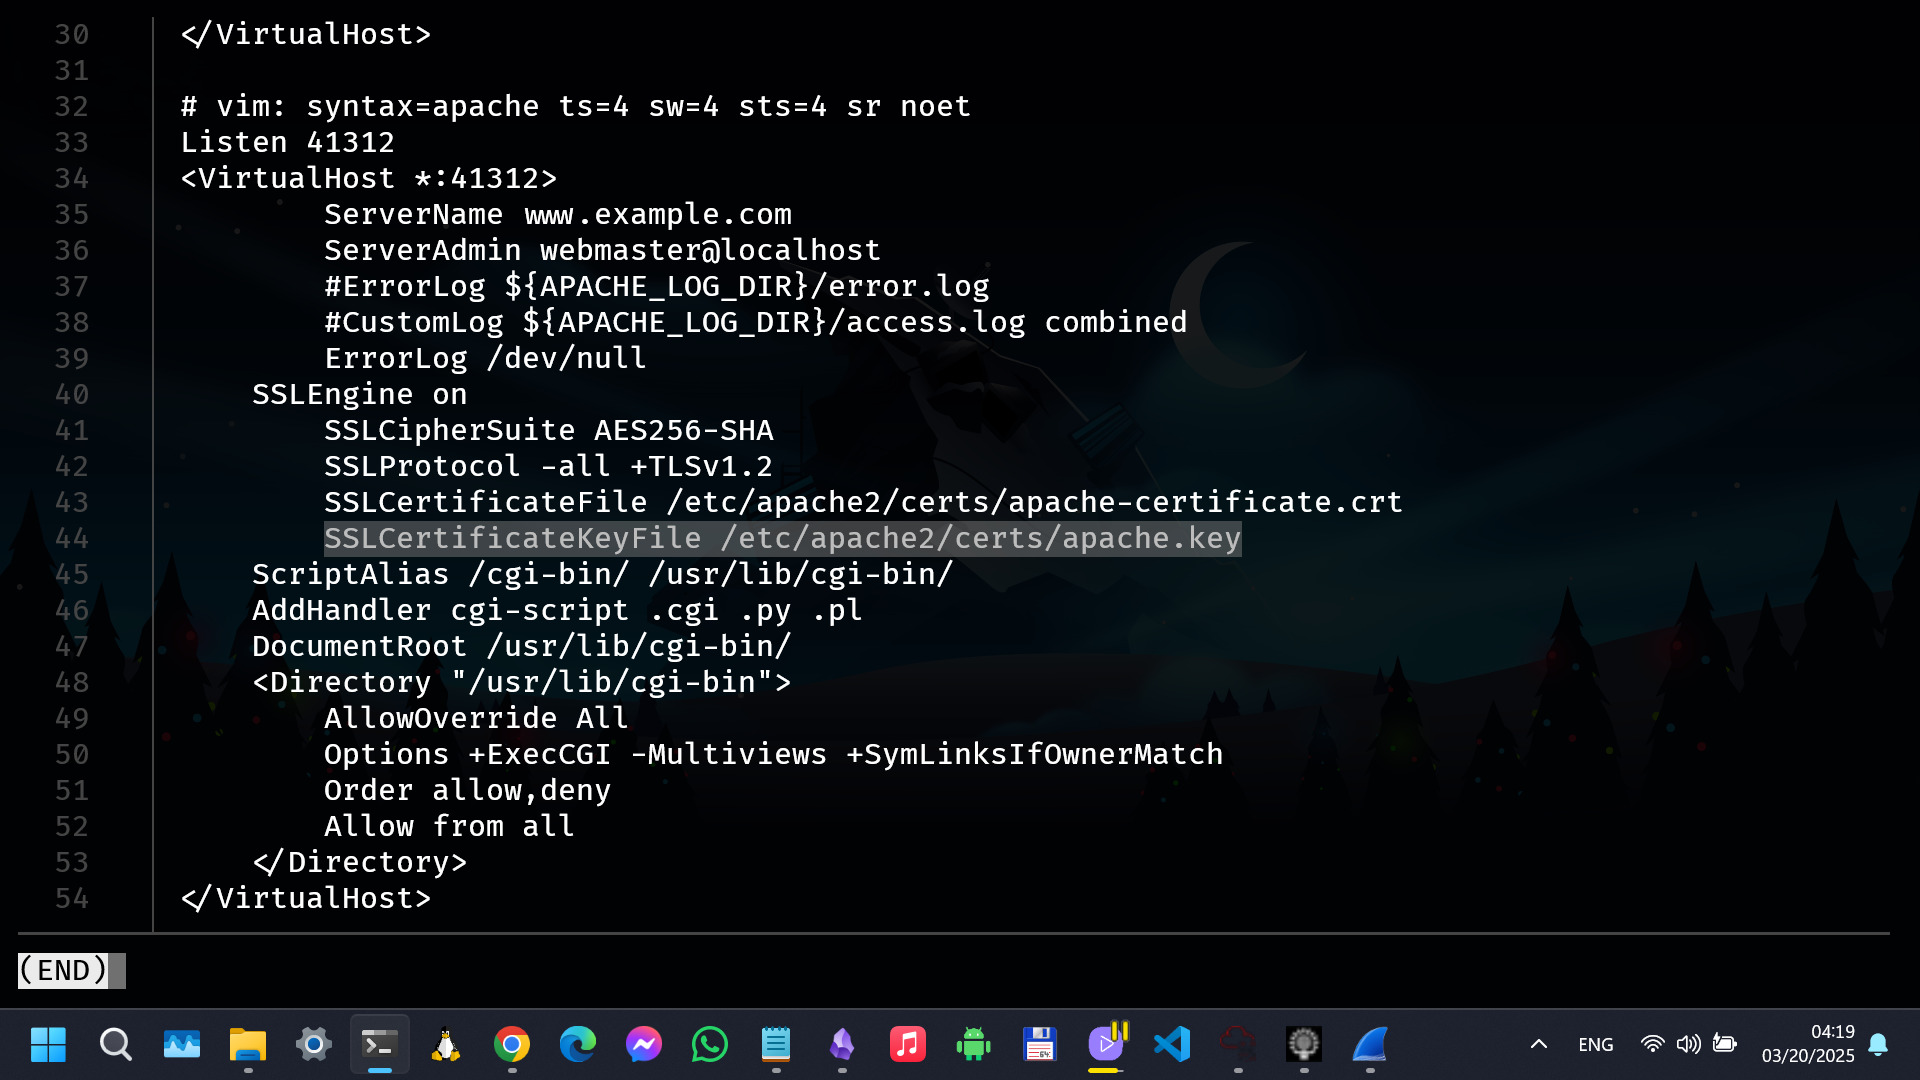 30 </VirtualHost>
31
32 # vim: syntax=apache ts=4 sw=4 sts=4 sr noet
33 Listen 41312
34 <VirtualHost *:41312>
35 ServerName www.example.com
36 ServerAdmin webmaster@localhost
37 #ErrorLog ${APACHE_LOG_DIR}/error.log
38 #CustomLog ${APACHE_LOG_DIR}/access.log combined
39 ErrorLog /dev/null
40 SSLEngine on
41 SSLCipherSuite AES256-SHA
42 SSLProtocol -all +TLSv1.2
43 SSLCertificateFile /etc/apache2/certs/apache-certificate.crt
44 SSLCertificateKeyFile /etc/apache2/certs/apache.key
45 ScriptAlias /cgi-bin/ /usr/lib/cgi-bin/
46 AddHandler cgi-script .cgi .py .pl
47 DocumentRoot /usr/lib/cgi-bin/
48 <Directory "/usr/lib/cgi-bin">
49 AllowOverride All
50 Options +ExecCGI -Multiviews +SymLinksIfOwnerMatch
51 Order allow,deny
52 Allow from all
53 </Directory>
54 </VirtualHost>
(END)
64
ENG
04:19
03/20/2025